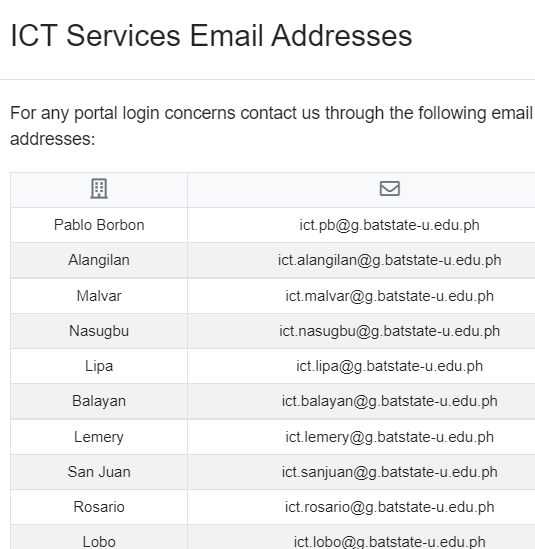 ICT Services Email Addresses
For any portal login concerns contact us through the following email
addresses:
Pablo Borbon ict.pb@g.batstate-u.edu.ph
Alangilan ict.alangilan@g.batstate-u.edu.ph
Malvar ict.malvar@g.batstate-u.edu.ph
Nasugbu ict.nasugbu@g.batstate-u.edu.ph
Lipa ict.lipa@g.batstate-u.edu.ph
Balayan ict.balayan@g.batstate-u.edu.ph
Lemery ict.lemery@g.batstate-u.edu.ph
San Juan ict.sanjuan@g.batstate-u.edu.ph
Rosario ict.rosario@g.batstate-u.edu.ph
Lobo ict.lobo@g.batstate-u.edu.ph